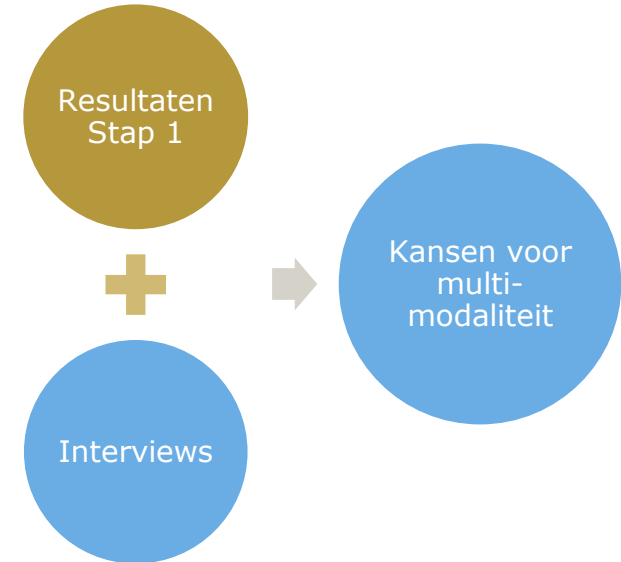 Resultaten
Stap 1
Interviews
Kansen voor
multi-
modaliteit